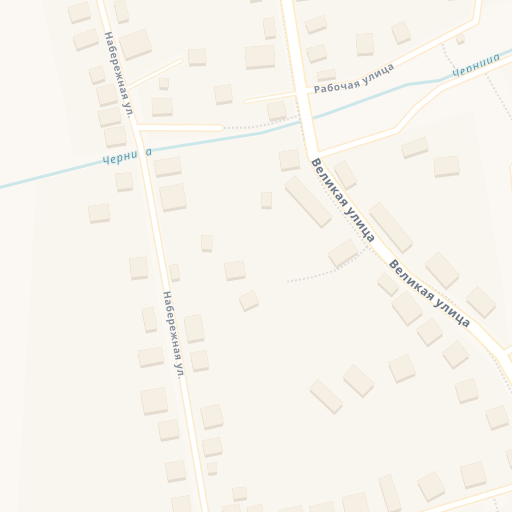 Набережная ул.
Черница
Рабочая улица
Черница
Великая улица
Великая улица
Набережная ул.